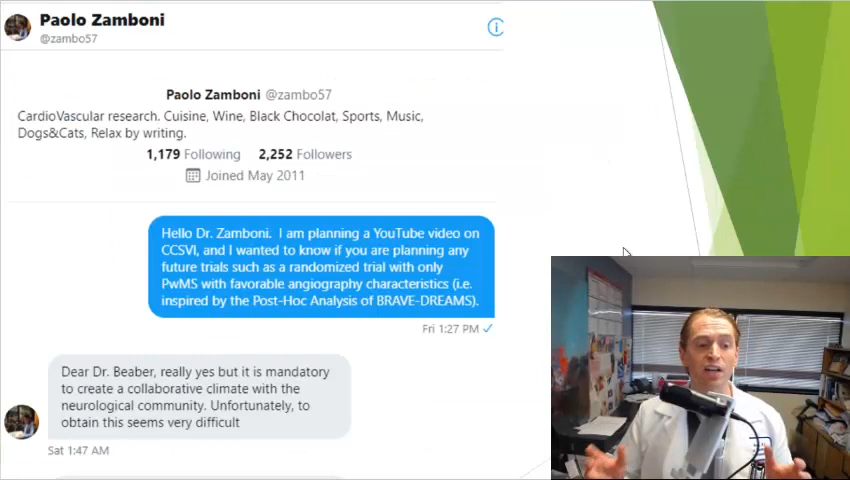 Paolo Zamboni
@zambo57
Paolo Zamboni @zambo57
CardioVascular research. Cuisine, Wine, Black Chocolat, Sports, Music,
Dogs&Cats, Relax by writing.
1,179 Following 2,252 Followers
Joined May 2011
Hello Dr. Zamboni. I am planning a YouTube video on
CCSVI, and I wanted to know if you are planning any
future trials such as a randomized trial with only
PwMS with favorable angiography characteristics (i.e.
inspired by the Post-Hoc Analysis of BRAVE-DREAMS).
Fri 1:27 PM
Dear Dr. Beaber, really yes but it is mandatory
to create a collaborative climate with the
neurological community. Unfortunately, to
obtain this seems very difficult
Sat 1:47 AM